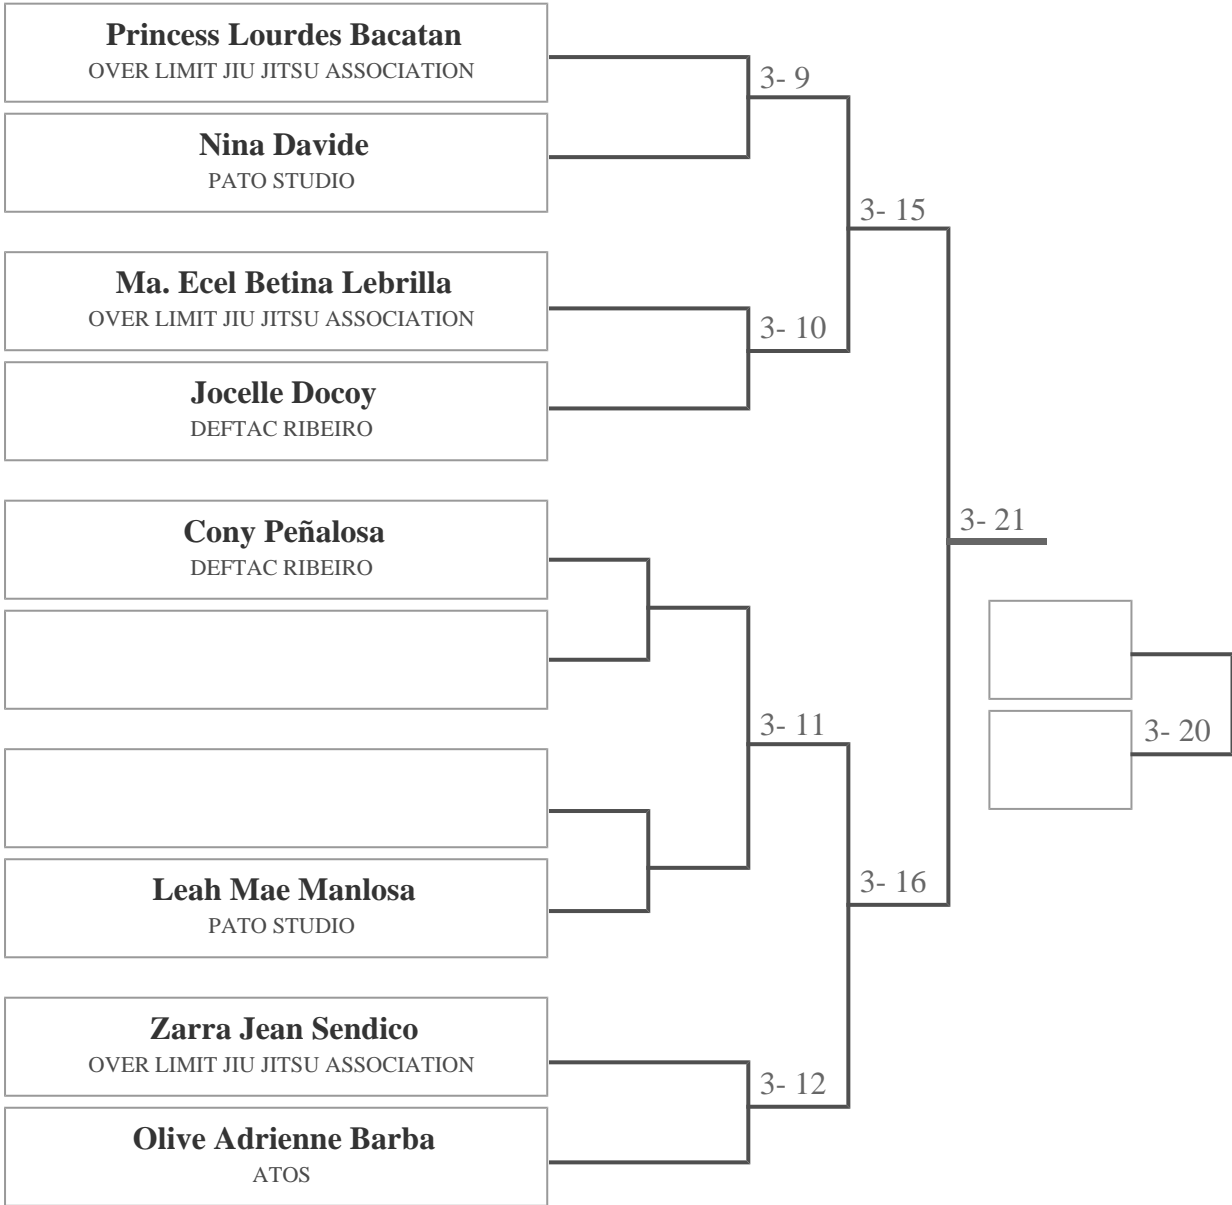 Princess Lourdes Bacatan
OVER LIMIT JIU JITSU ASSOCIATION
3- 9
Nina Davide
PATO STUDIO
3- 15
Ma. Ecel Betina Lebrilla
OVER LIMIT JIU JITSU ASSOCIATION
3- 10
Jocelle Docoy
DEFTAC RIBEIRO
Cony Peñalosa
DEFTAC RIBEIRO
3- 21
3- 11
3- 20
Leah Mae Manlosa
PATO STUDIO
3- 16
Zarra Jean Sendico
OVER LIMIT JIU JITSU ASSOCIATION
3- 12
Olive Adrienne Barba
ATOS